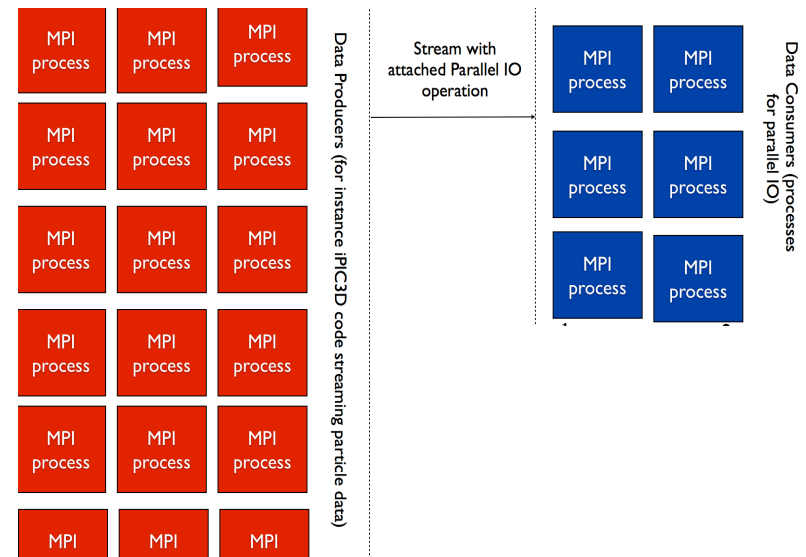 MPI
process
MPI
process
MPI
process
MPI
process
MPI
process
MPI
process
MPI
process
MPI
process
MPI
process
MPI
process
MPI
process
MPI
process
MPI
process
MPI
process
MPI
process
MPI
MPI
MPI
Data Producers (for instance iPIC3D code streaming particle data)
Stream with
attached Parallel IO
operation
MPI
process
MPI
process
MPI
process
MPI
process
MPI
process
MPI
process
Data Consumers (processes
for parallel IO)